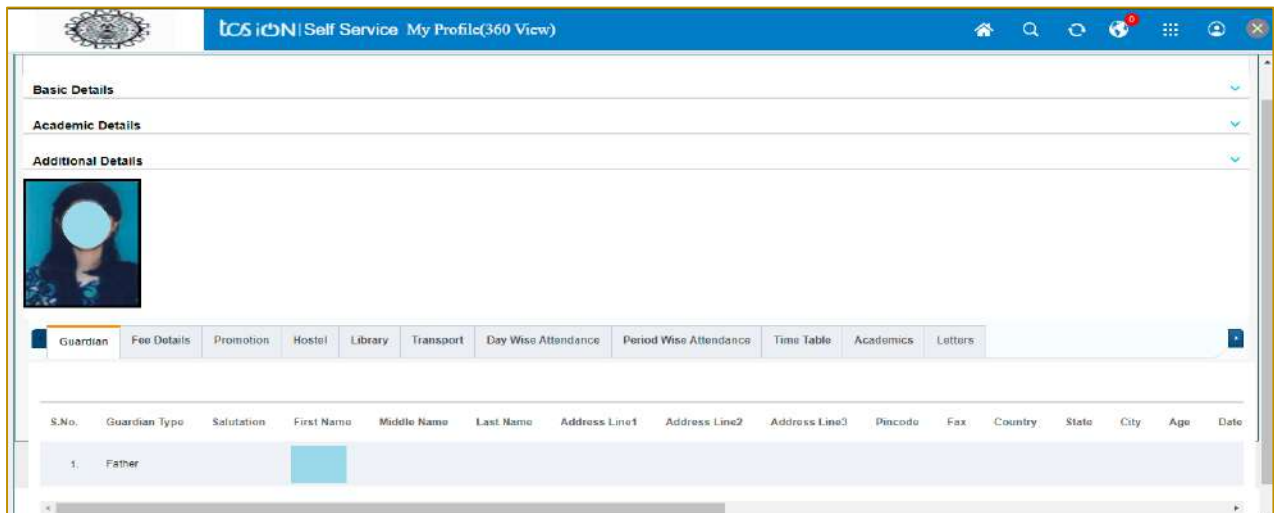 tcs iON | Self Service My Profile(360 View)
0
Basic Details
Academic Details
Additional Details
Guardian Fee Details Promotion Hostel Library Transport Day Wise Attendance Period Wise Attendance Time Table Academics Letters
S.No. Guardian Type Salutation First Name Middle Name Last Name Address Line1 Address Line2 Address Line3 Pincode Fax Country State City Age Date
1. Father